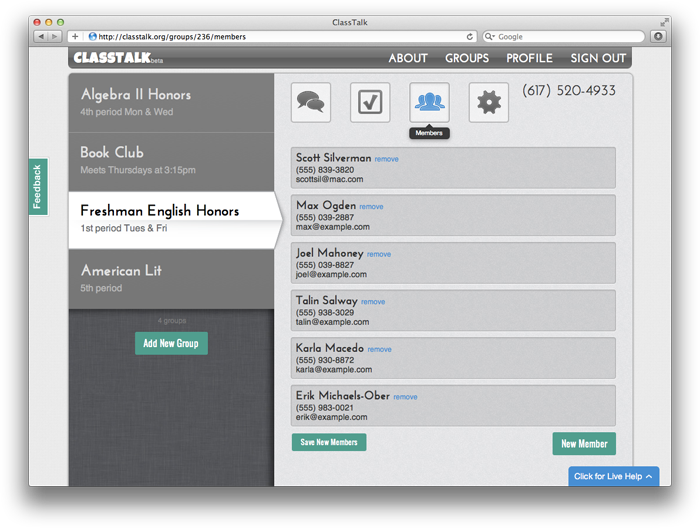 ClassTalk
http://classtalk.org/groups/236/members
Google
CLASSTALK beta
ABOUT GROUPS PROFILE SIGN OUT
Algebra II Honors
4th period Mon & Wed
Book Club
Meets Thursdays at 3:15pm
Freshman English Honors
1st period Tues & Fri
American Lit
5th period
4 groups
Add New Group
Feedback
(617) 520-4933
Members
Scott Silverman remove
(555) 839-3820
scottsil@mac.com
Max Ogden remove
(555) 039-2887
max@example.com
Joel Mahoney remove
(555) 039-8827
joel@example.com
Talin Salway remove
(555) 938-3029
talin@example.com
Karla Macedo remove
(555) 930-8872
karla@example.com
Erik Michaels-Ober remove
(555) 983-0021
erik@example.com
Save New Members
New Member
Click for Live Help